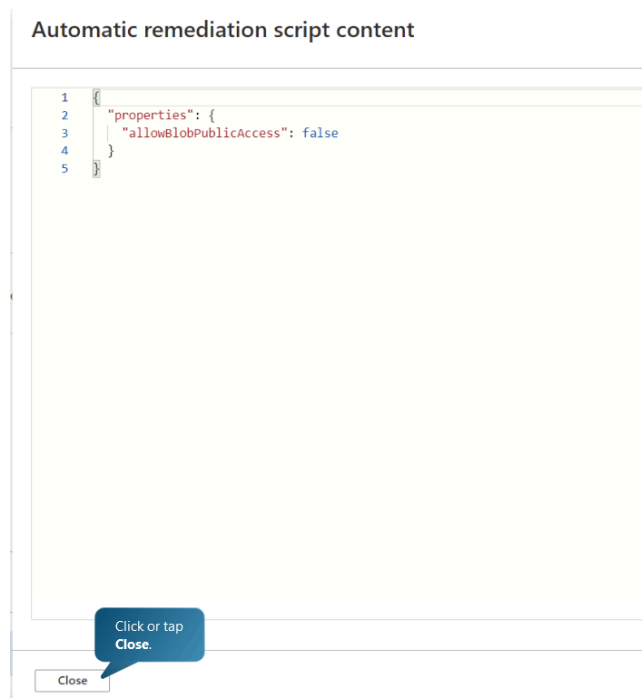 Automatic remediation script content
1 {
2 "properties": {
3 "allowBlobPublicAccess": false
4 }
5 }
Click or tap
Close.
Close